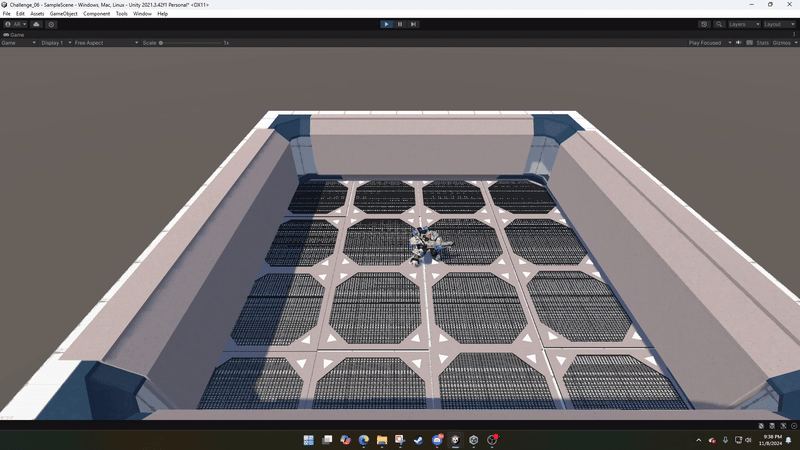 Challenge_06 - SampleScene - Windows, Mac, Linux - Unity 2021.3.42f1 Personal* <DX11>
File Edit Assets GameObject Component Tools Window Help
AR Layers Layout
Game
Game Display 1 Free Aspect Scale 1x Play Focused Stats Gizmos
9:36 PM
11/8/2024